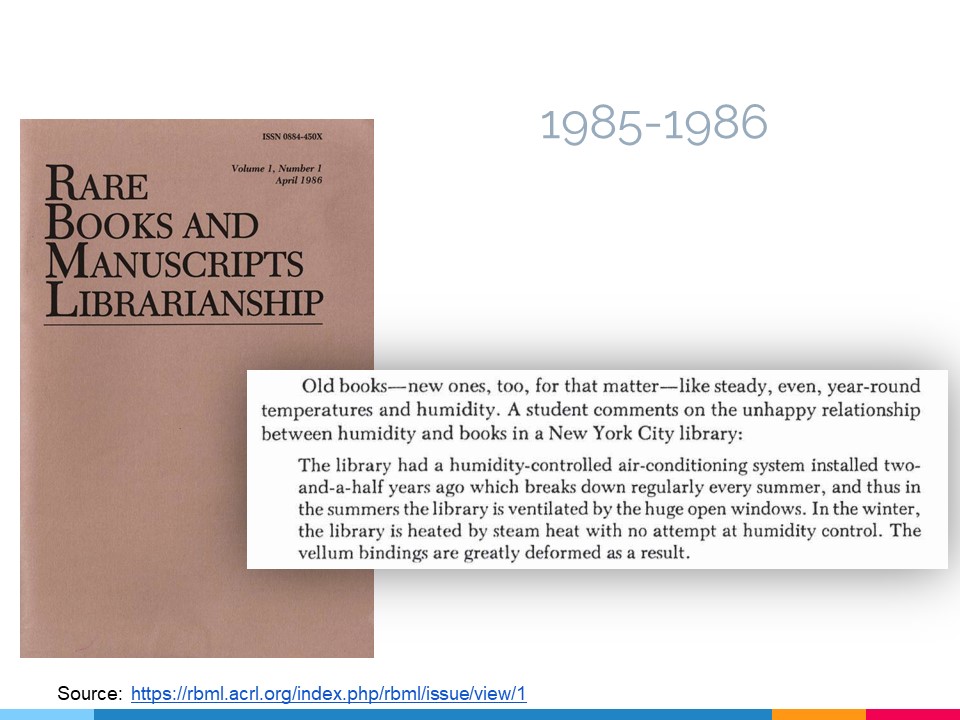 1985-1986
ISSN 0884-450X
Volume 1, Number 1
April 1986
RARE
BOOKS AND
MANUSCRIPTS
LIBRARIANSHIP
Old books—new ones, too, for that matter—like steady, even, year-round
temperatures and humidity. A student comments on the unhappy relationship
between humidity and books in a New York City library:
The library had a humidity-controlled air-conditioning system installed two-
and-a-half years ago which breaks down regularly every summer, and thus in
the summers the library is ventilated by the huge open windows. In the winter,
the library is heated by steam heat with no attempt at humidity control. The
vellum bindings are greatly deformed as a result.
Source: https://rbml.acrl.org/index.php/rbml/issue/view/1